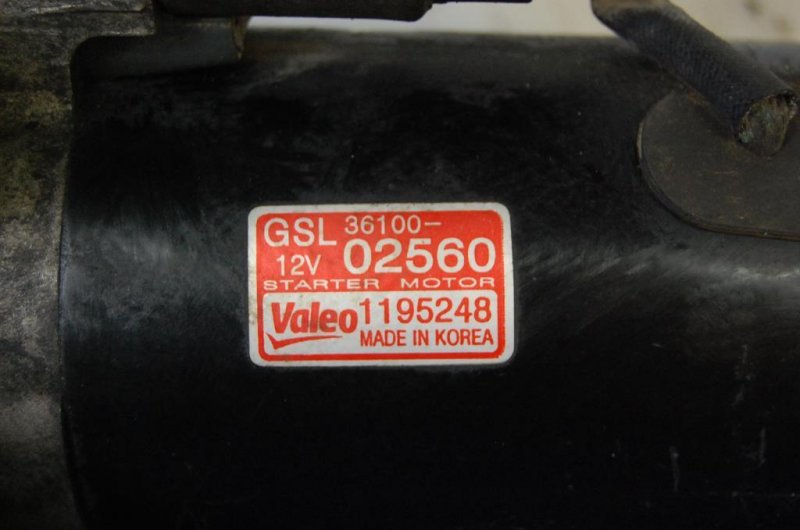 GSL 36100-
12V 02560
STARTER MOTOR
Valeo 1195248
MADE IN KOREA